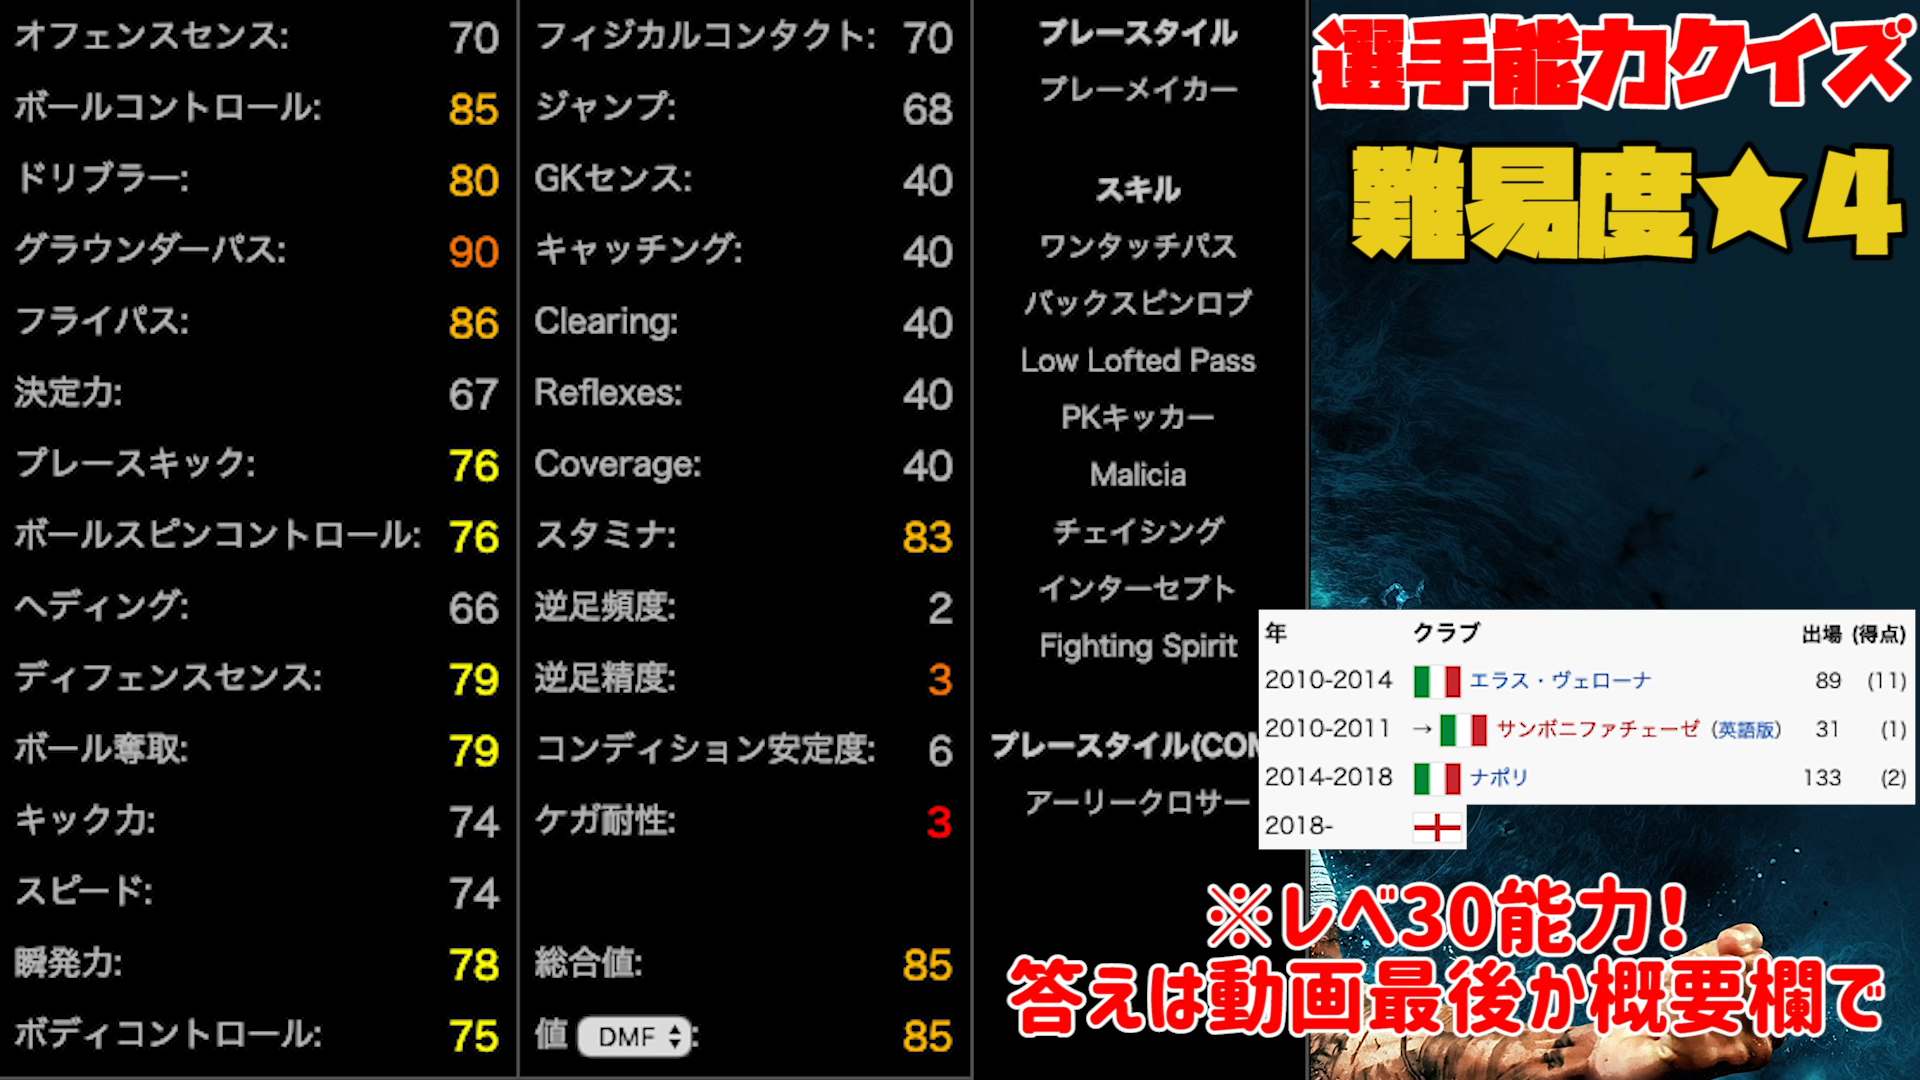 オフェンスセンス: 70
ボールコントロール: 85
ドリブラー: 80
グラウンダーパス: 90
フライパス: 86
決定力: 67
プレースキック: 76
ボールスピンコントロール: 76
ヘディング: 66
ディフェンスセンス: 79
ボール奪取: 79
キック力: 74
スピード: 74
瞬発力: 78
ボディコントロール: 75
フィジカルコンタクト: 70
ジャンプ: 68
GKセンス: 40
キャッチング: 40
Clearing: 40
Reflexes: 40
Coverage: 40
スタミナ: 83
逆足頻度: 2
逆足精度: 3
コンディション安定度: 6
ケガ耐性: 3
総合値: 85
値 DMF : 85
プレースタイル
プレーメイカー
スキル
ワンタッチパス
バックスピンロブ
Low Lofted Pass
PKキッカー
Malicia
チェイシング
インターセプト
Fighting Spirit
プレースタイル(COM
アーリークロサー
選手能力クイズ
難易度★4
年 クラブ 出場 (得点)
2010-2014 エラス・ヴェローナ 89 (11)
2010-2011 → サンボニファチェーゼ (英語版) 31 (1)
2014-2018 ナポリ 133 (2)
2018-
※レベ30能力!
答えは動画最後か概要欄で